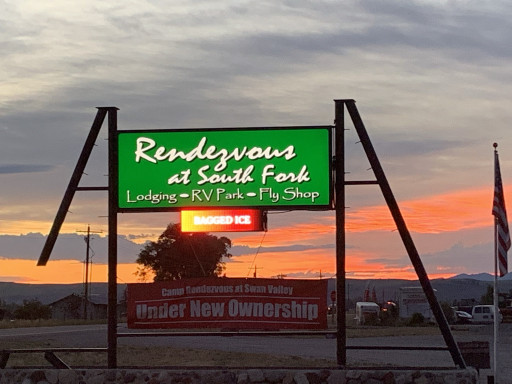 Rendezvous
at South Fork
Lodging - RV Park - Fly Shop
BAGGED ICE
Camp Rendezvous at Swan Valley
Under New Ownership